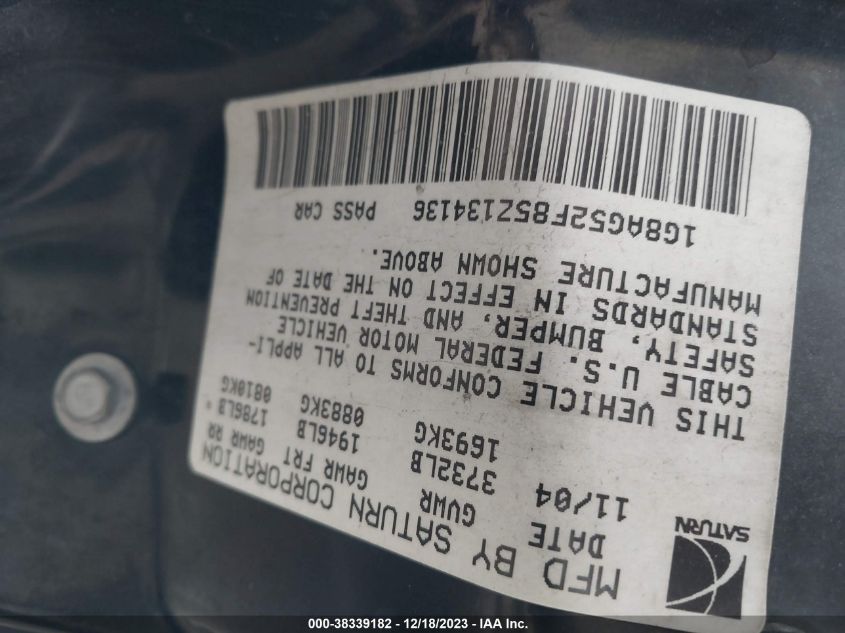 SATURN
MFD BY SATURN CORPORATION
DATE GVWR GAWR FRT GAWR RR
11/04 3732LB 1946LB 1786LB
1693KG 0883KG 0810KG
THIS VEHICLE CONFORMS TO ALL APPLI-
CABLE U.S. FEDERAL MOTOR VEHICLE
SAFETY, BUMPER, AND THEFT PREVENTION
STANDARDS IN EFFECT ON THE DATE OF
MANUFACTURE SHOWN ABOVE.
1G8AG52F85Z134136 PASS CAR
000-38339182 - 12/18/2023 - IAA Inc.